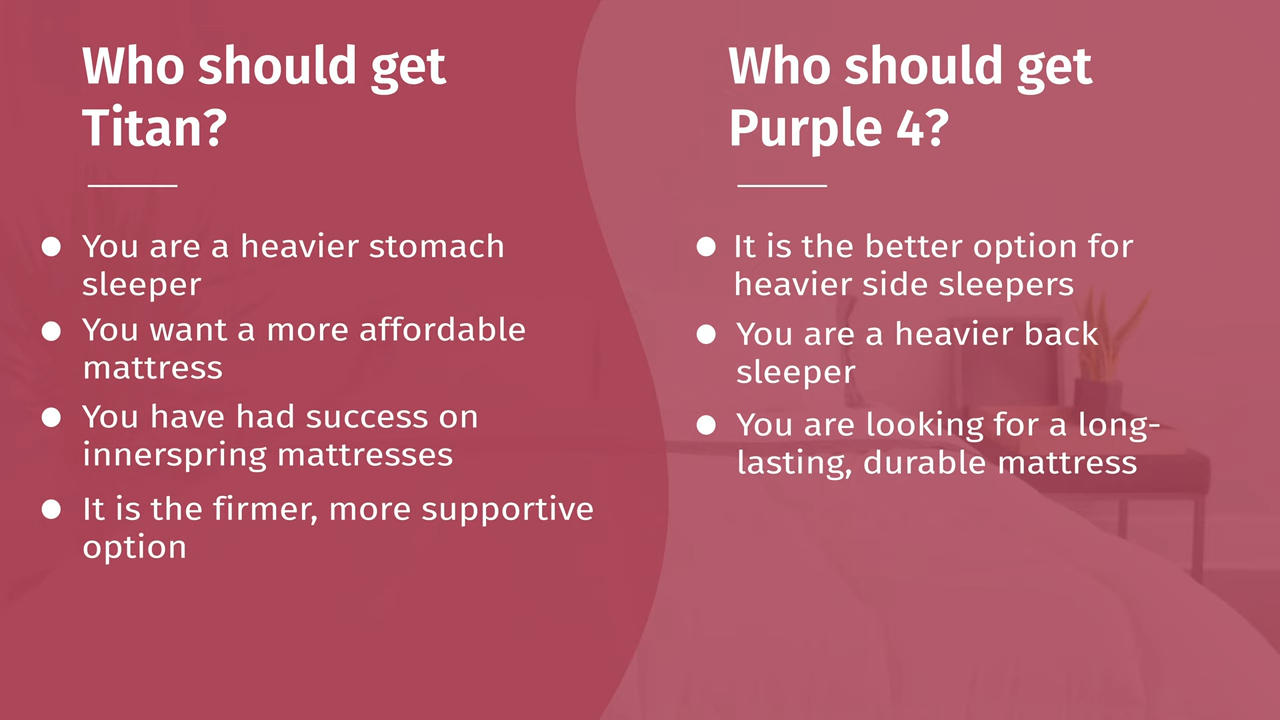 Who should get
Titan?
● You are a heavier stomach
sleeper
● You want a more affordable
mattress
● You have had success on
innerspring mattresses
● It is the firmer, more supportive
option
Who should get
Purple 4?
● It is the better option for
heavier side sleepers
● You are a heavier back
sleeper
● You are looking for a long-
lasting, durable mattress